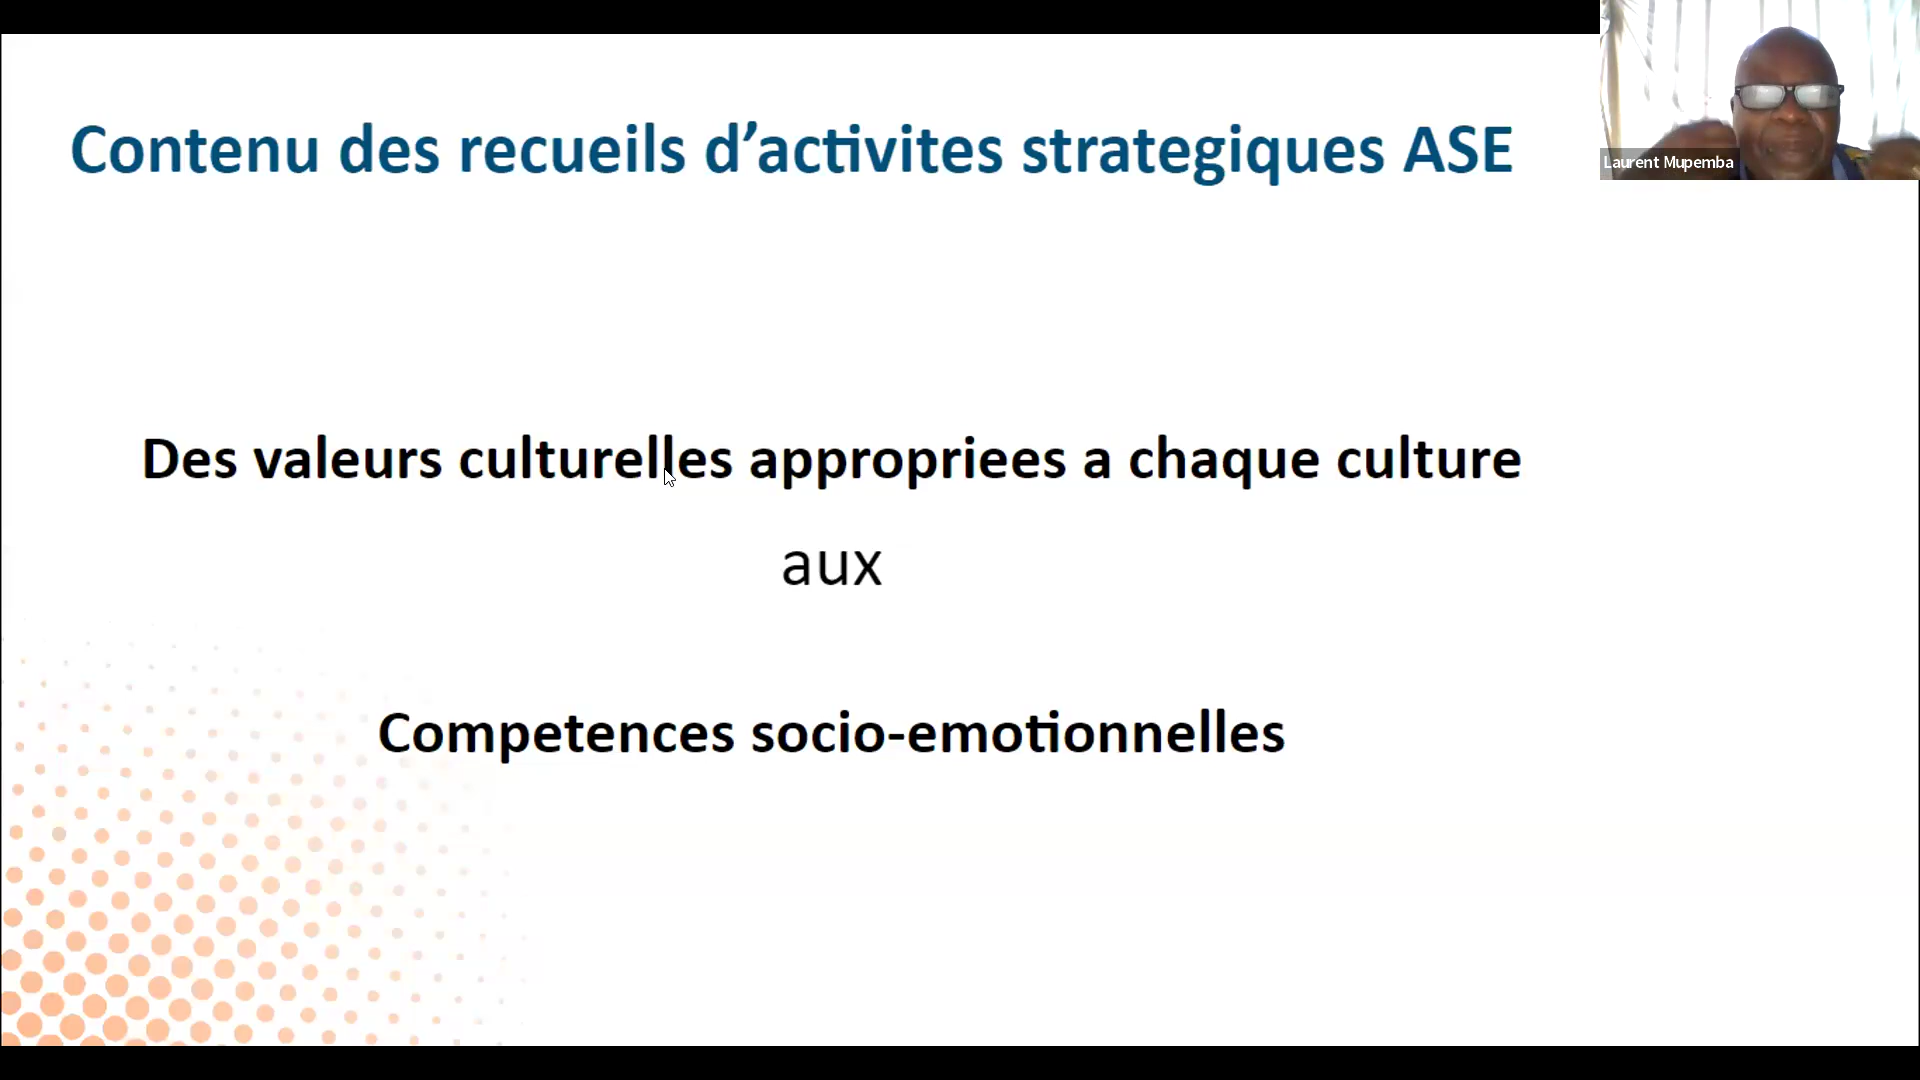 Contenu des recueils d’activites strategiques ASE
Laurent Mupemba
Des valeurs culturelles appropriees a chaque culture
aux
Competences socio-emotionnelles